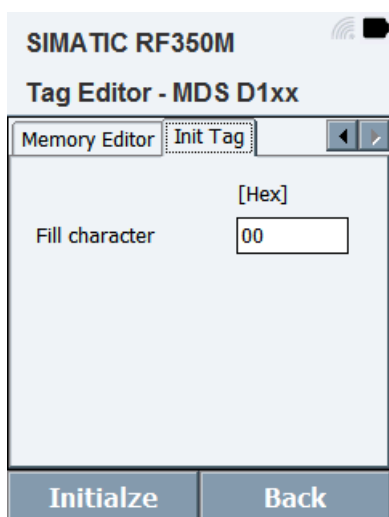 SIMATIC RF350M
Tag Editor - MDS D1xx
Memory Editor Init Tag
[Hex]
Fill character 00
Initialze Back